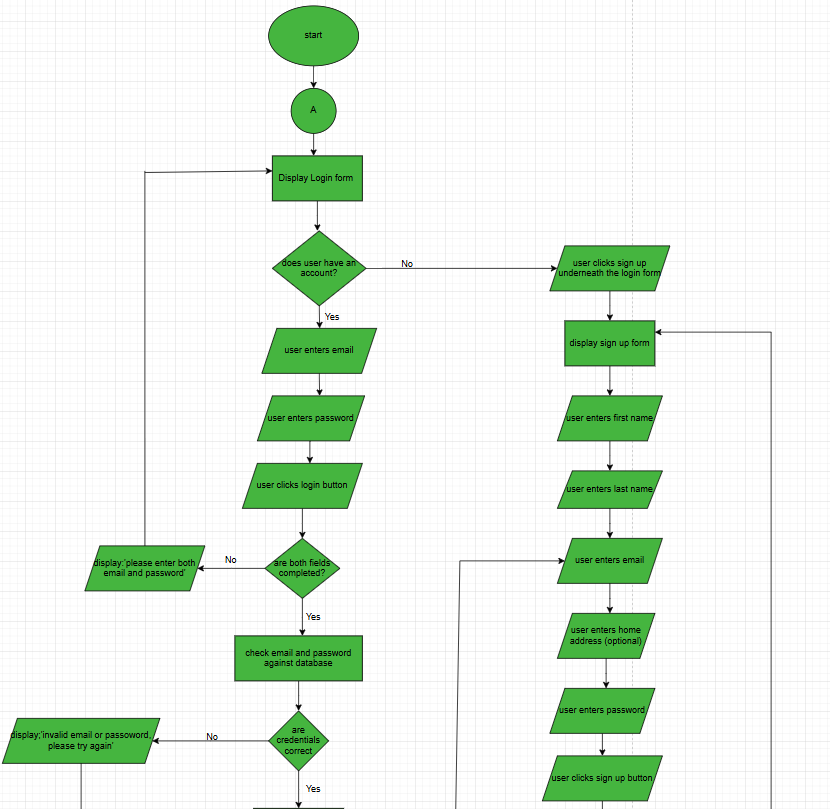 start
A
Display Login form
does user have an
account?
No
user clicks sign up
underneath the login form
Yes
user enters email
display sign up form
user enters password
user enters first name
user clicks login button
user enters last name
are both fields
completed?
No
display:'please enter both
email and password'
user enters email
Yes
user enters home
address (optional)
check email and password
against database
user enters password
are
credentials
correct
No
display;'invalid email or passoword,
please try again'
user clicks sign up button
Yes